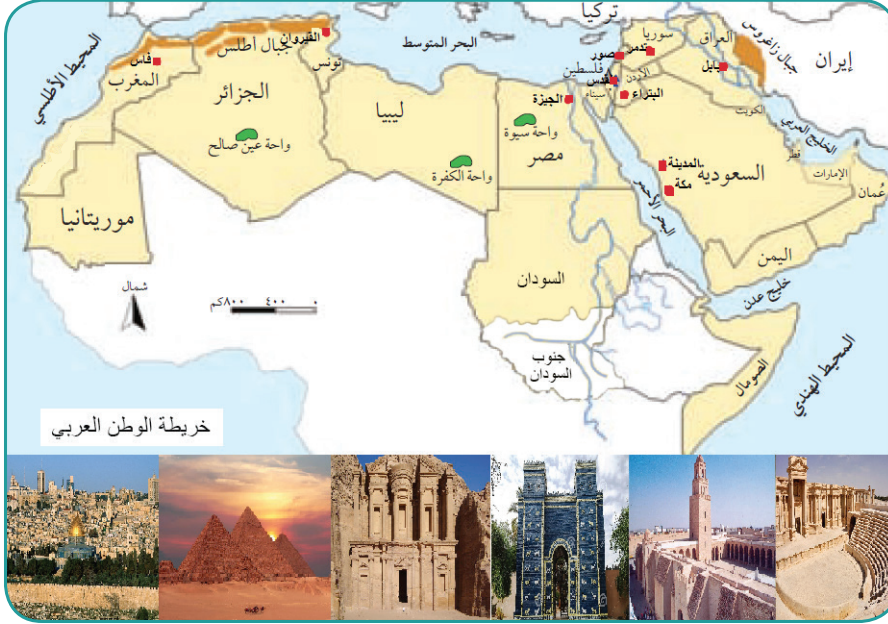 تركيا
المحيط الأطلسي
جبال أطلس
القيروان
البحر المتوسط
سوريا
تدمر
صور
العراق
جبال زاغروس
إيران
فاس
المغرب
تونس
فلسطين
القدس
الأردن
بابل
الجزائر
ليبيا
الجيزة
سيناء
البتراء
الكويت
الخليج العربي
واحة عين صالح
واحة سيوة
واحة الكفرة
مصر
المدينة
مكة
السعودية
قطر
الإمارات
عُمان
البحر الأحمر
موريتانيا
السودان
اليمن
خليج عدن
شمال
٠ ٤٠٠ ٨٠٠كم
جنوب
السودان
الصومال
المحيط الهندي
خريطة الوطن العربي